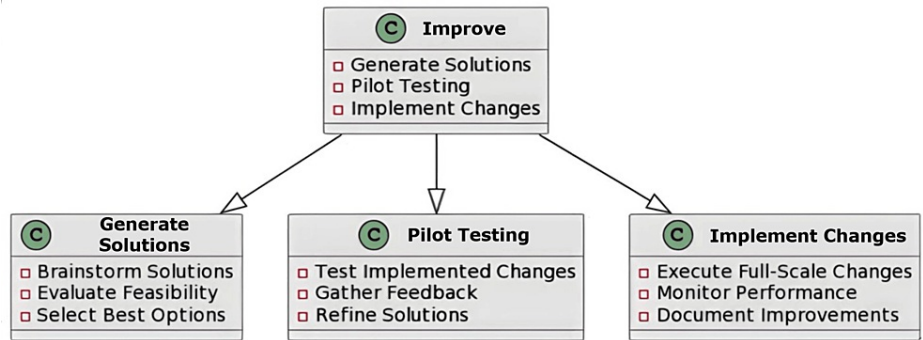 C Improve
Generate Solutions
Pilot Testing
Implement Changes
C Generate
Solutions
Brainstorm Solutions
Evaluate Feasibility
Select Best Options
C Pilot Testing
Test Implemented Changes
Gather Feedback
Refine Solutions
C Implement Changes
Execute Full-Scale Changes
Monitor Performance
Document Improvements